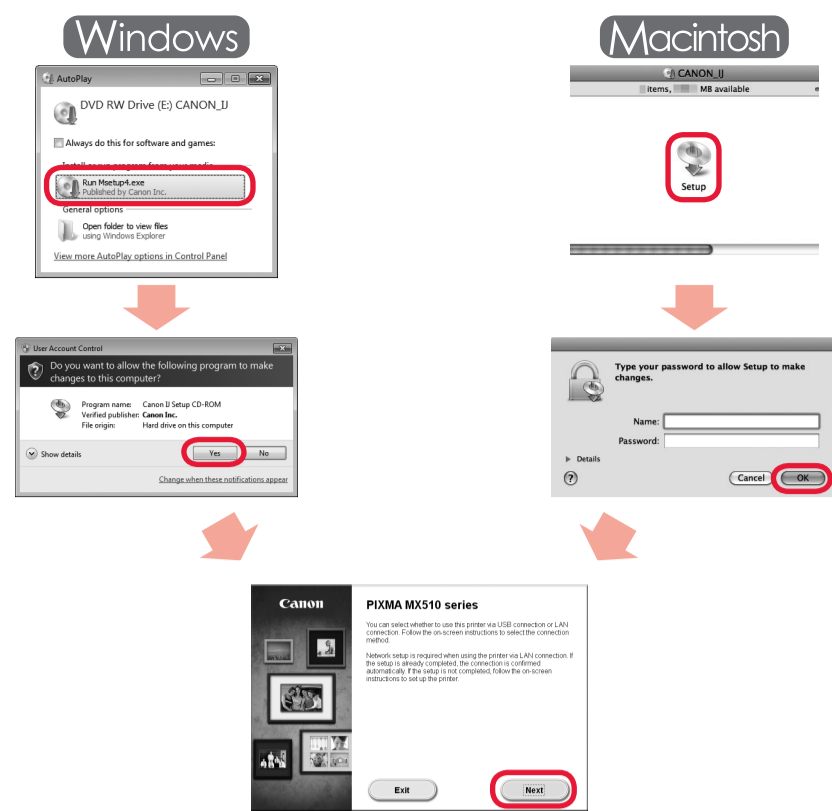 Windows
AutoPlay
DVD RW Drive (E:) CANON_IJ
Always do this for software and games:
Install or run program from your media
Run Msetup4.exe
Published by Canon Inc.
General options
Open folder to view files
using Windows Explorer
View more AutoPlay options in Control Panel
User Account Control
Do you want to allow the following program to make
changes to this computer?
Program name: Canon IJ Setup CD-ROM
Verified publisher: Canon Inc.
File origin: Hard drive on this computer
Show details
Yes
No
Change when these notifications appear
Macintosh
CANON_IJ
items, MB available
Setup
Type your password to allow Setup to make
changes.
Name:
Password:
Details
?
Cancel
OK
Canon
PIXMA MX510 series
You can select whether to use this printer via USB connection or LAN
connection. Follow the on-screen instructions to select the connection
method.
Network setup is required when using the printer via LAN connection. If
the setup is already completed, the connection is confirmed
automatically. If the setup is not completed, follow the on-screen
instructions to set up the printer.
Exit
Next